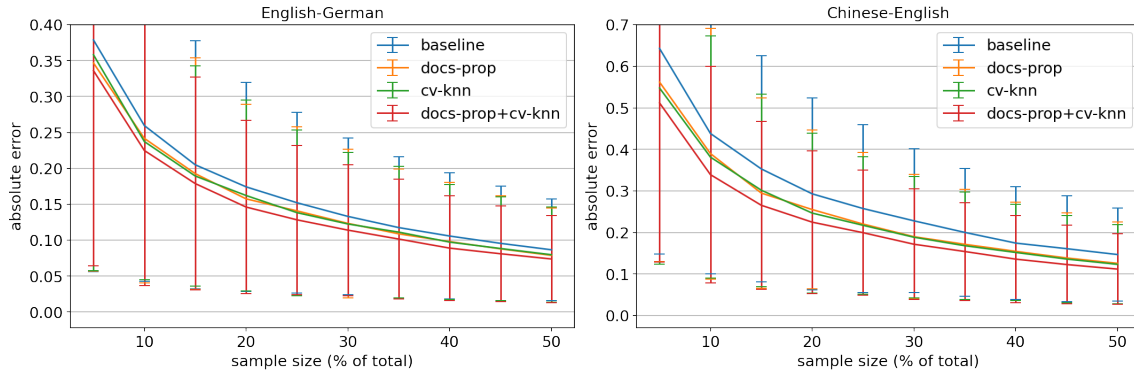 English-German
0.40
0.35
0.30
0.25
0.20
0.15
0.10
0.05
0.00
absolute error
10
20
30
40
50
sample size (% of total)
baseline
docs-prop
cv-knn
docs-prop+cv-knn
Chinese-English
0.7
0.6
0.5
0.4
0.3
0.2
0.1
0.0
absolute error
10
20
30
40
50
sample size (% of total)
baseline
docs-prop
cv-knn
docs-prop+cv-knn